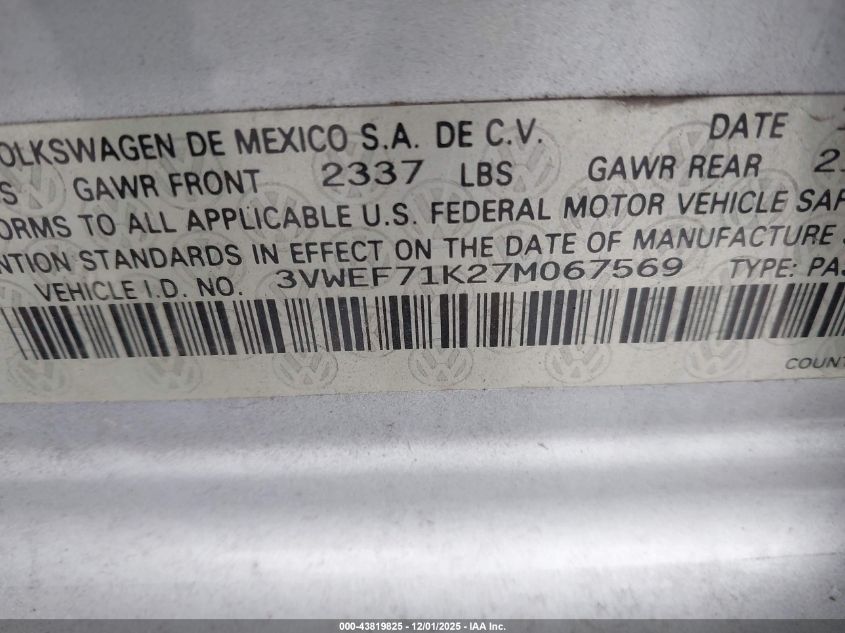 OLKSWAGEN DE MEXICO S.A. DE C.V. DATE
S GAWR FRONT 2337 LBS GAWR REAR
ORMS TO ALL APPLICABLE U.S. FEDERAL MOTOR VEHICLE SAF
NTION STANDARDS IN EFFECT ON THE DATE OF MANUFACTURE
VEHICLE I.D. NO. 3VWEF71K27M067569 TYPE: PAS
COUNT
000-43819825 • 12/01/2025 - IAA Inc.